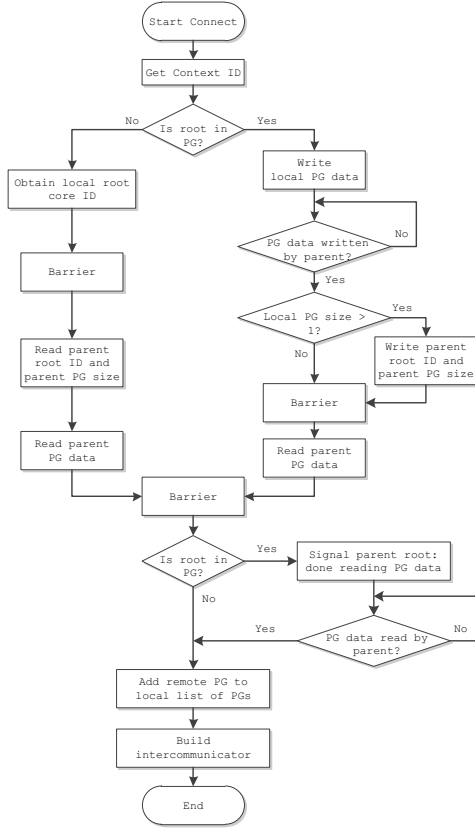 Start Connect
Get Context ID
Is root in
PG?
No
Yes
Obtain local root
core ID
Write
local PG data
PG data written
by parent?
No
Yes
Barrier
Local PG size >
1?
Yes
No
Read parent
root ID and
parent PG size
Write parent
root ID and
parent PG size
Barrier
Read parent
PG data
Read parent
PG data
Barrier
Is root in
PG?
Yes
No
Signal parent root:
done reading PG data
PG data read by
parent?
Yes
No
Add remote PG to
local list of PGs
Build
intercommunicator
End